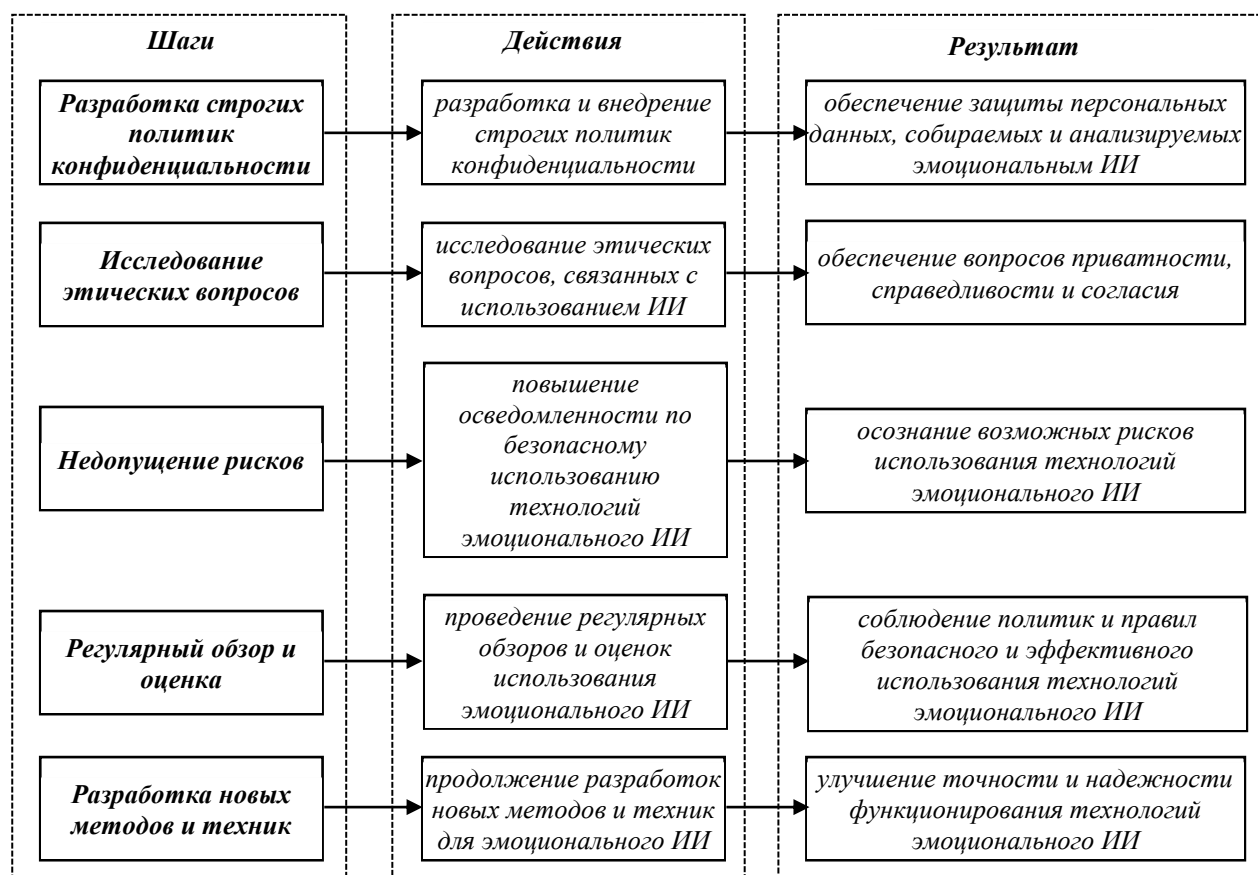 Шаги
Действия
Результат
Разработка строгих
политик
конфиденциальности
разработка и внедрение
строгих политик
конфиденциальности
обеспечение защиты персональных
данных, собираемых и анализируемых
эмоциональным ИИ
Исследование
этических вопросов
исследование этических
вопросов, связанных с
использованием ИИ
обеспечение вопросов приватности,
справедливости и согласия
Недопущение рисков
повышение
осведомленности по
безопасному
использованию
технологий
эмоционального ИИ
осознание возможных рисков
использования технологий
эмоционального ИИ
Регулярный обзор и
оценка
проведение регулярных
обзоров и оценок
использования
эмоционального ИИ
соблюдение политик и правил
безопасного и эффективного
использования технологий
эмоционального ИИ
Разработка новых
методов и техник
продолжение разработок
новых методов и техник
для эмоционального ИИ
улучшение точности и надежности
функционирования технологий
эмоционального ИИ